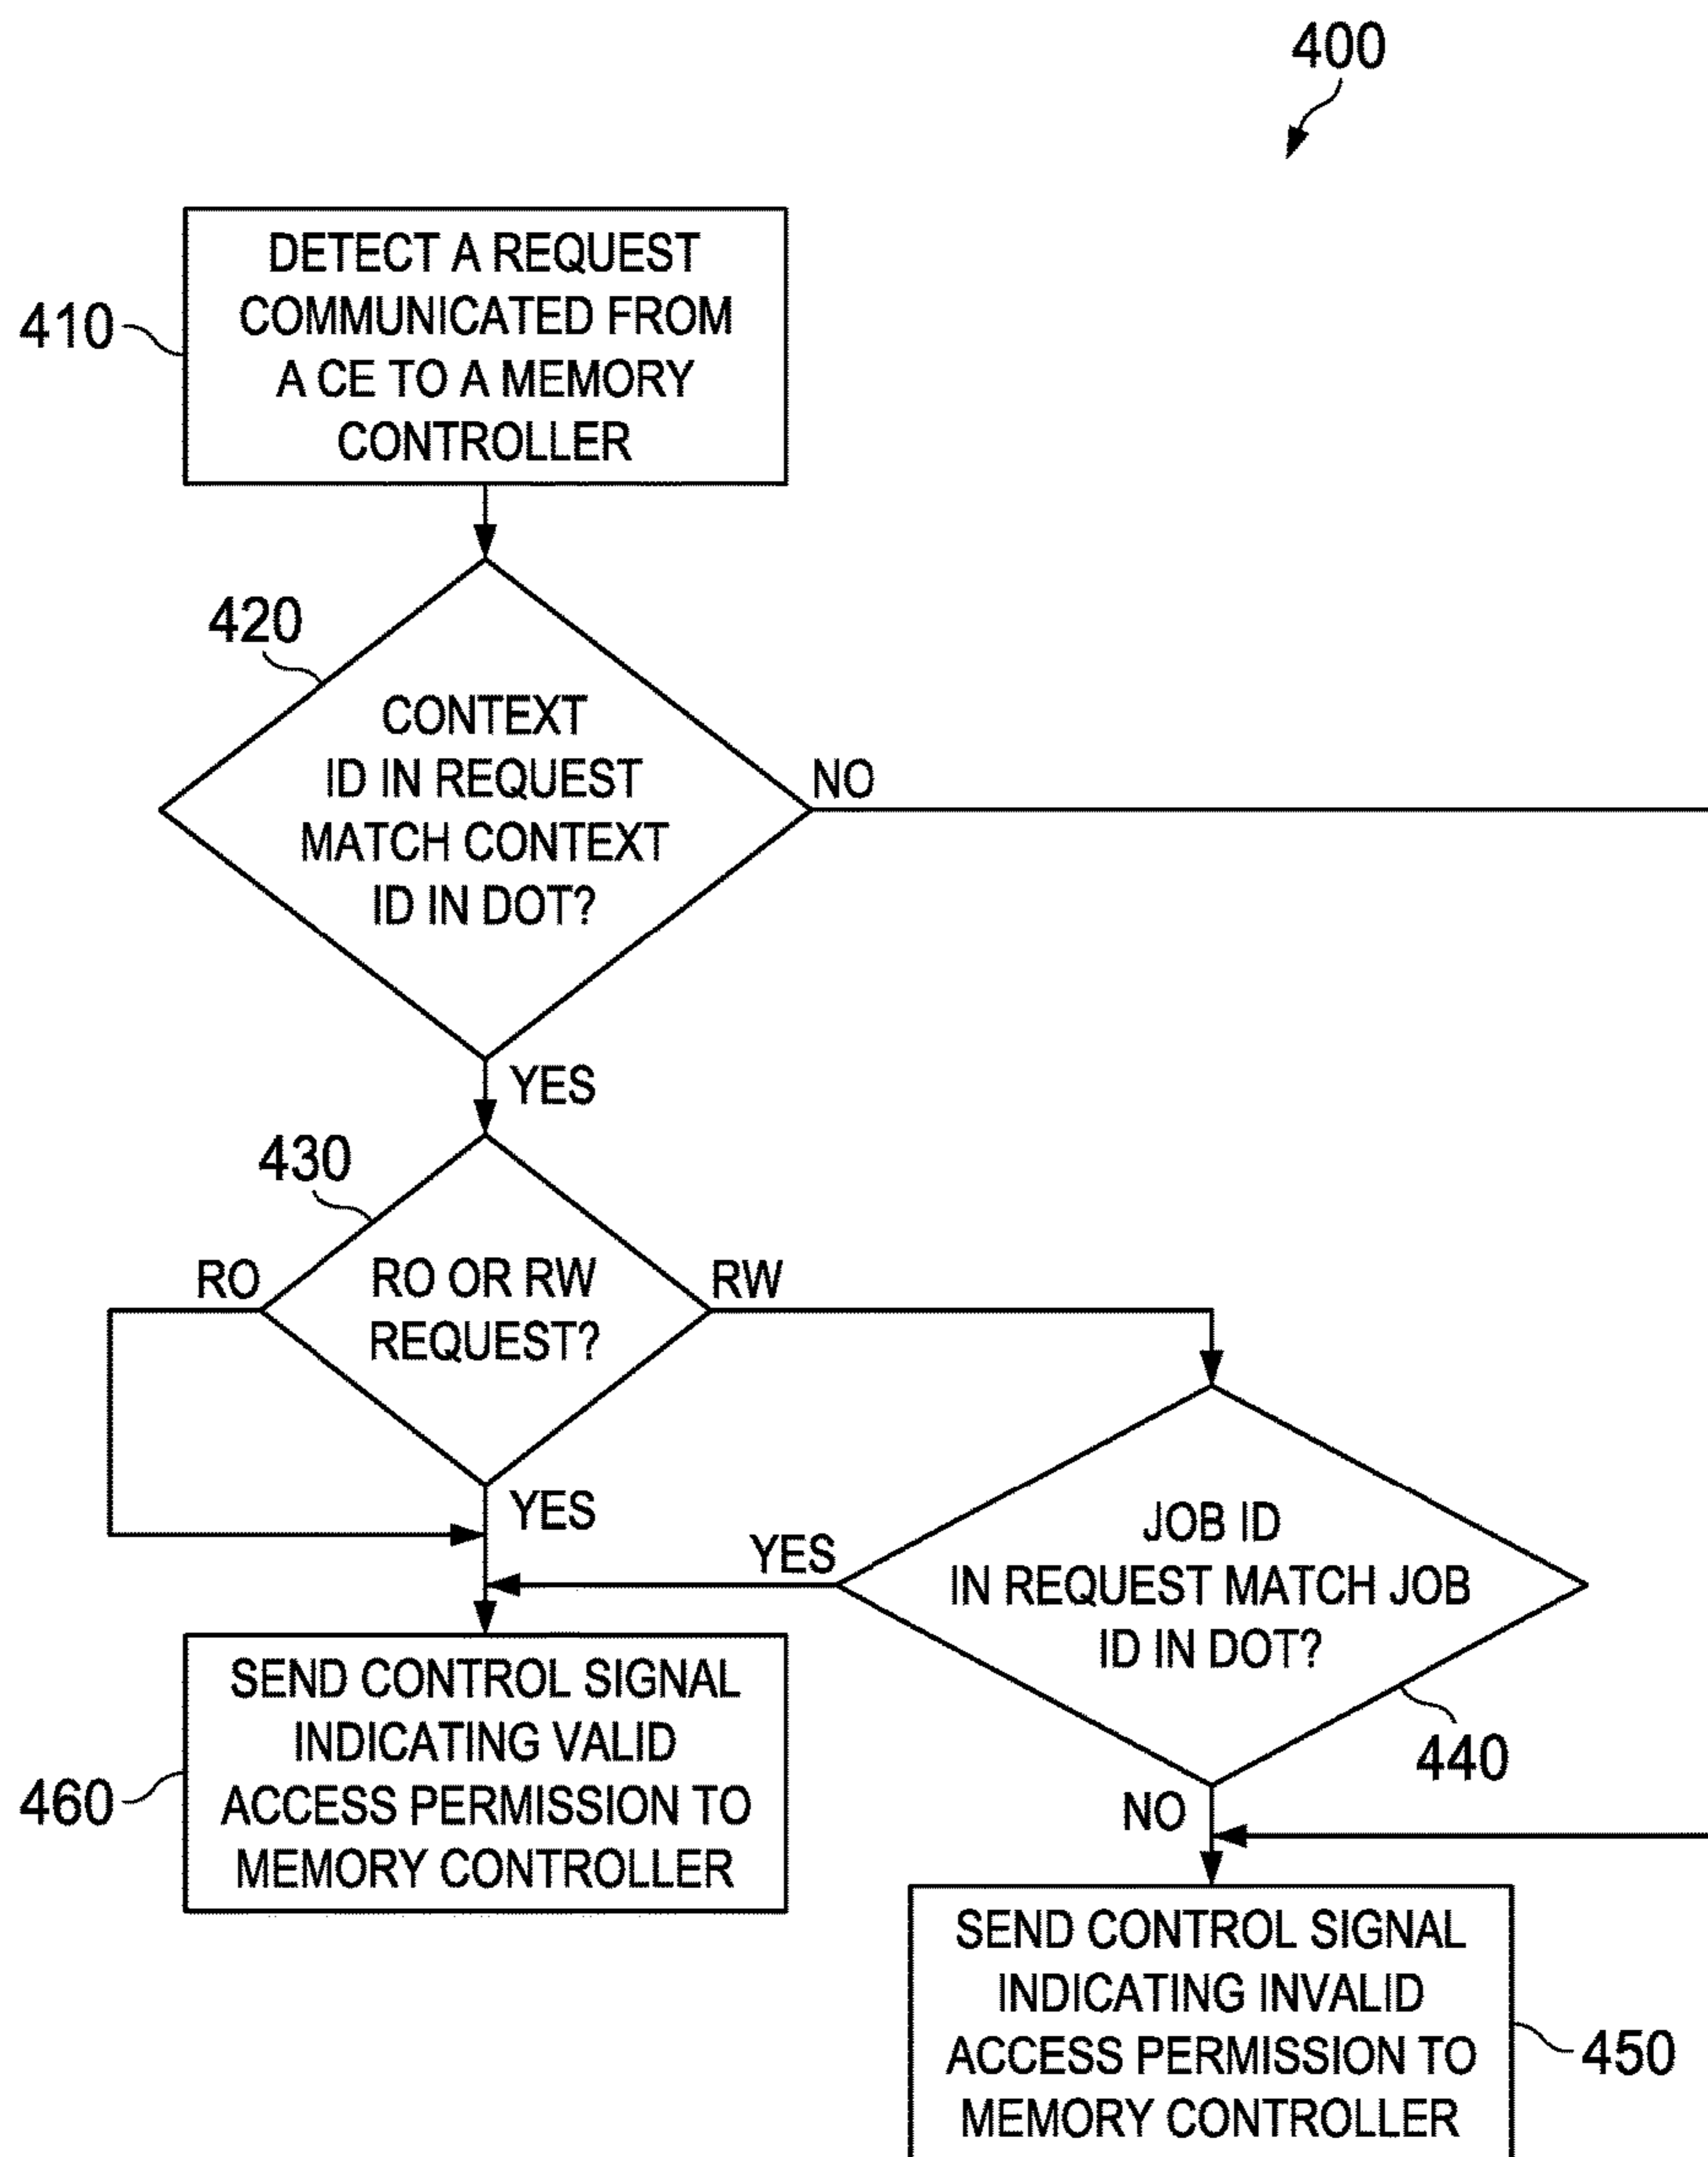 400
DETECT A REQUEST
COMMUNICATED FROM
A CE TO A MEMORY
CONTROLLER
410
420
CONTEXT
ID IN REQUEST
MATCH CONTEXT
ID IN DOT?
NO
YES
430
RO
RO OR RW
REQUEST?
RW
YES
YES
JOB ID
IN REQUEST MATCH JOB
ID IN DOT?
440
NO
SEND CONTROL SIGNAL
INDICATING VALID
ACCESS PERMISSION TO
MEMORY CONTROLLER
460
SEND CONTROL SIGNAL
INDICATING INVALID
ACCESS PERMISSION TO
MEMORY CONTROLLER
450